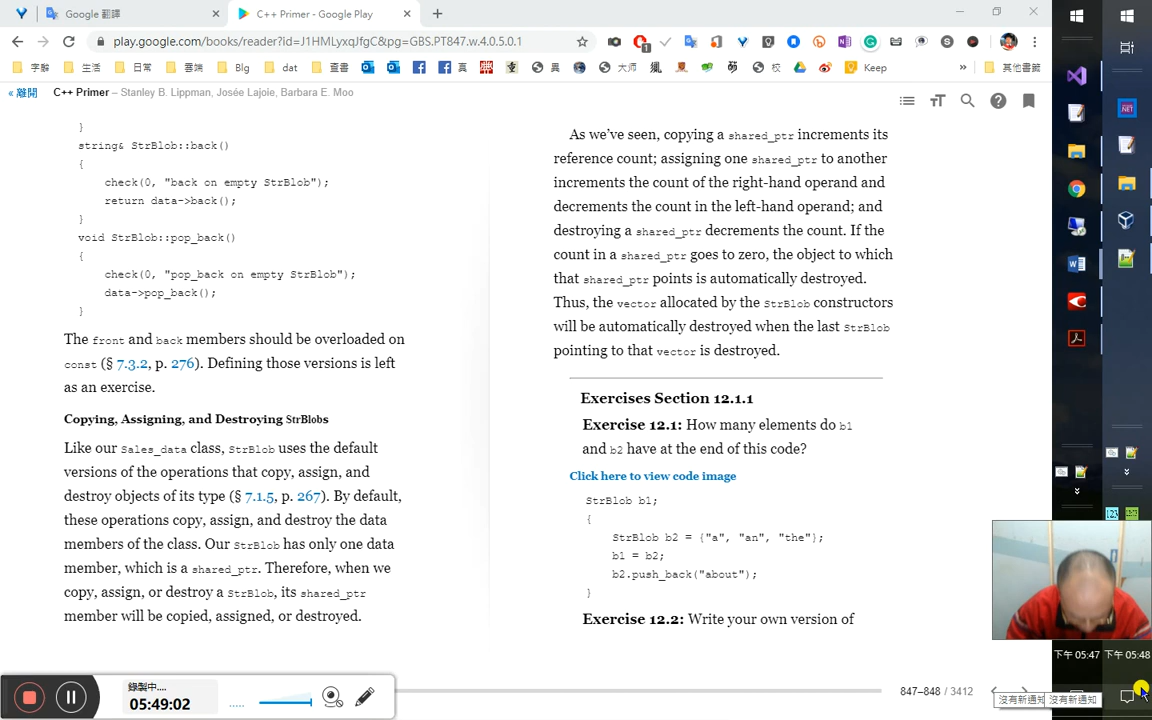 Google 翻譯
C++ Primer - Google Play
play.google.com/books/reader?id=J1HMLyxqJfgC&pg=GBS.PT847.w.4.0.5.0.1
字辭 生活 日常 雲端 Blg dat 查書 異 大师 校 Keep 其他書籤
« 離開 C++ Primer – Stanley B. Lippman, Josée Lajoie, Barbara E. Moo
}
string& StrBlob::back()
{
check(0, "back on empty StrBlob");
return data->back();
}
void StrBlob::pop_back()
{
check(0, "pop_back on empty StrBlob");
data->pop_back();
}
The front and back members should be overloaded on
const (§ 7.3.2, p. 276). Defining those versions is left
as an exercise.
Copying, Assigning, and Destroying StrBlobs
Like our Sales_data class, StrBlob uses the default
versions of the operations that copy, assign, and
destroy objects of its type (§ 7.1.5, p. 267). By default,
these operations copy, assign, and destroy the data
members of the class. Our StrBlob has only one data
member, which is a shared_ptr. Therefore, when we
copy, assign, or destroy a StrBlob, its shared_ptr
member will be copied, assigned, or destroyed.
As we’ve seen, copying a shared_ptr increments its
reference count; assigning one shared_ptr to another
increments the count of the right-hand operand and
decrements the count in the left-hand operand; and
destroying a shared_ptr decrements the count. If the
count in a shared_ptr goes to zero, the object to which
that shared_ptr points is automatically destroyed.
Thus, the vector allocated by the StrBlob constructors
will be automatically destroyed when the last StrBlob
pointing to that vector is destroyed.
Exercises Section 12.1.1
Exercise 12.1: How many elements do b1
and b2 have at the end of this code?
Click here to view code image
StrBlob b1;
{
StrBlob b2 = {"a", "an", "the"};
b1 = b2;
b2.push_back("about");
}
Exercise 12.2: Write your own version of
847–848 / 3412
錄製中....
05:49:02
下午 05:47 下午 05:48
沒有新通知 沒有新通知